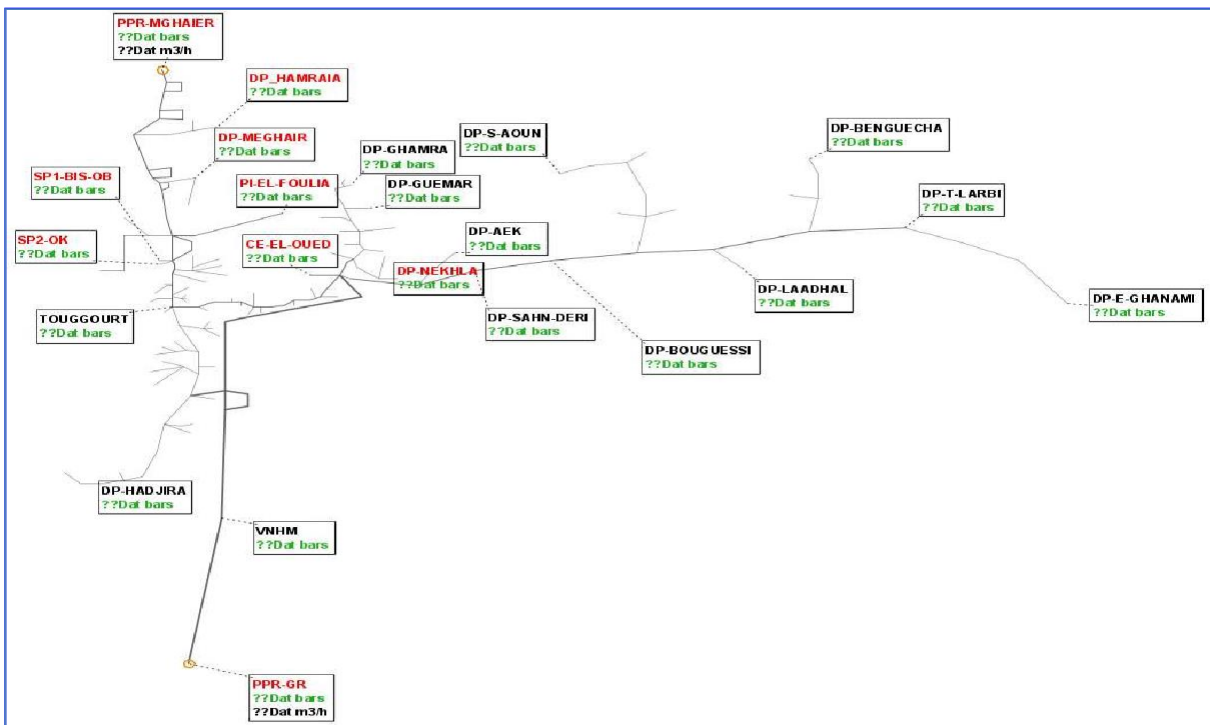 PPR-MGHAIER
??Dat bars
??Dat m3/h
DP_HAMRAIA
??Dat bars
DP-MEGHAIR
??Dat bars
DP-GHAMRA
??Dat bars
DP-S-AOUN
??Dat bars
DP-BENGUECHA
??Dat bars
SP1-BIS-OB
??Dat bars
PI-EL-FOULIA
??Dat bars
DP-GUEMAR
??Dat bars
DP-T-LARBI
??Dat bars
SP2-OK
??Dat bars
CE-EL-OUED
??Dat bars
DP-AEK
??Dat bars
DP-NEKHLA
??Dat bars
DP-LAADHAL
??Dat bars
DP-E-GHANAMI
??Dat bars
TOUGGOURT
??Dat bars
DP-SAHN-DERI
??Dat bars
DP-BOUGUESSI
??Dat bars
DP-HADJIRA
??Dat bars
VNHM
??Dat bars
PPR-GR
??Dat bars
??Dat m3/h